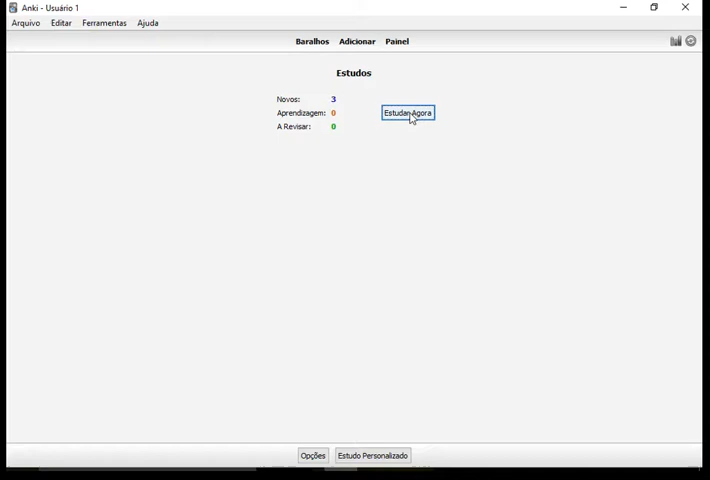 Anki - Usuário 1
Arquivo Editar Ferramentas Ajuda
Baralhos Adicionar Painel
Estudos
Novos: 3
Aprendizagem: 0
A Revisar: 0
Estudar Agora
Opções Estudo Personalizado